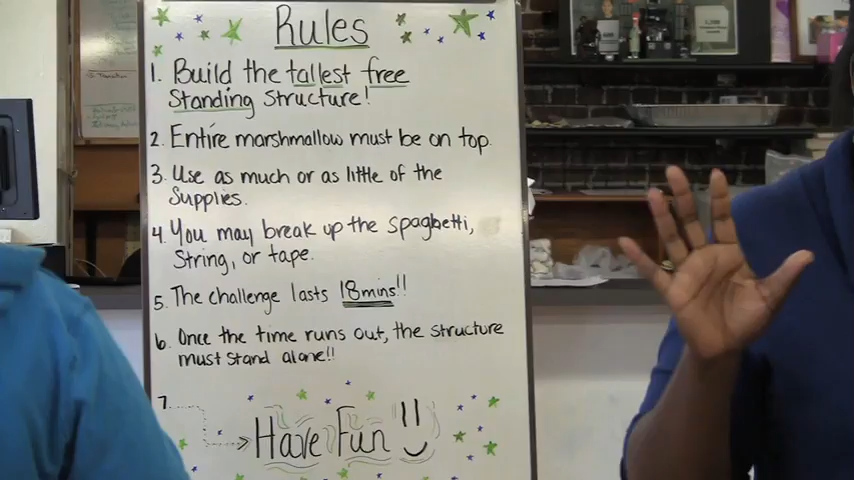 Rules
1. Build the tallest free
Standing Structure!
2. Entire marshmallow must be on top.
3. Use as much or as little of the
Supplies.
4. You may break up the spaghetti,
String, or tape.
5. The challenge lasts 18mins!!
6. Once the time runs out, the structure
must stand alone!!
7.
Have Fun!!